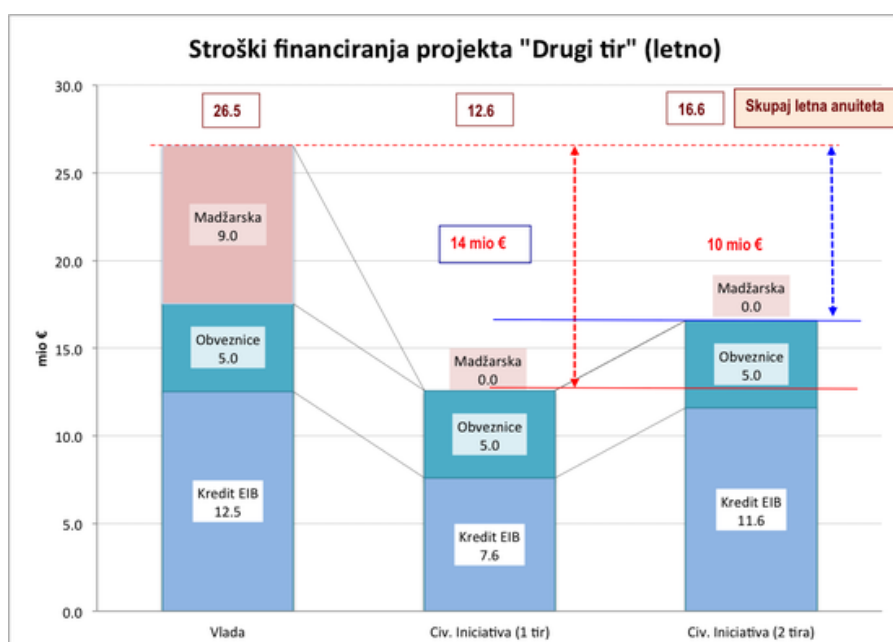 Stroški financiranja projekta "Drugi tir" (letno)
30.0
25.0
20.0
15.0
10.0
5.0
0.0
mio €
26.5
12.6
16.6
Skupaj letna anuiteta
Madžarska
9.0
Obveznice
5.0
Kredit EIB
12.5
14 mio €
Madžarska
0.0
Obveznice
5.0
Kredit EIB
7.6
10 mio €
Madžarska
0.0
Obveznice
5.0
Kredit EIB
11.6
Vlada
Civ. Iniciativa (1 tir)
Civ. Iniciativa (2 tira)